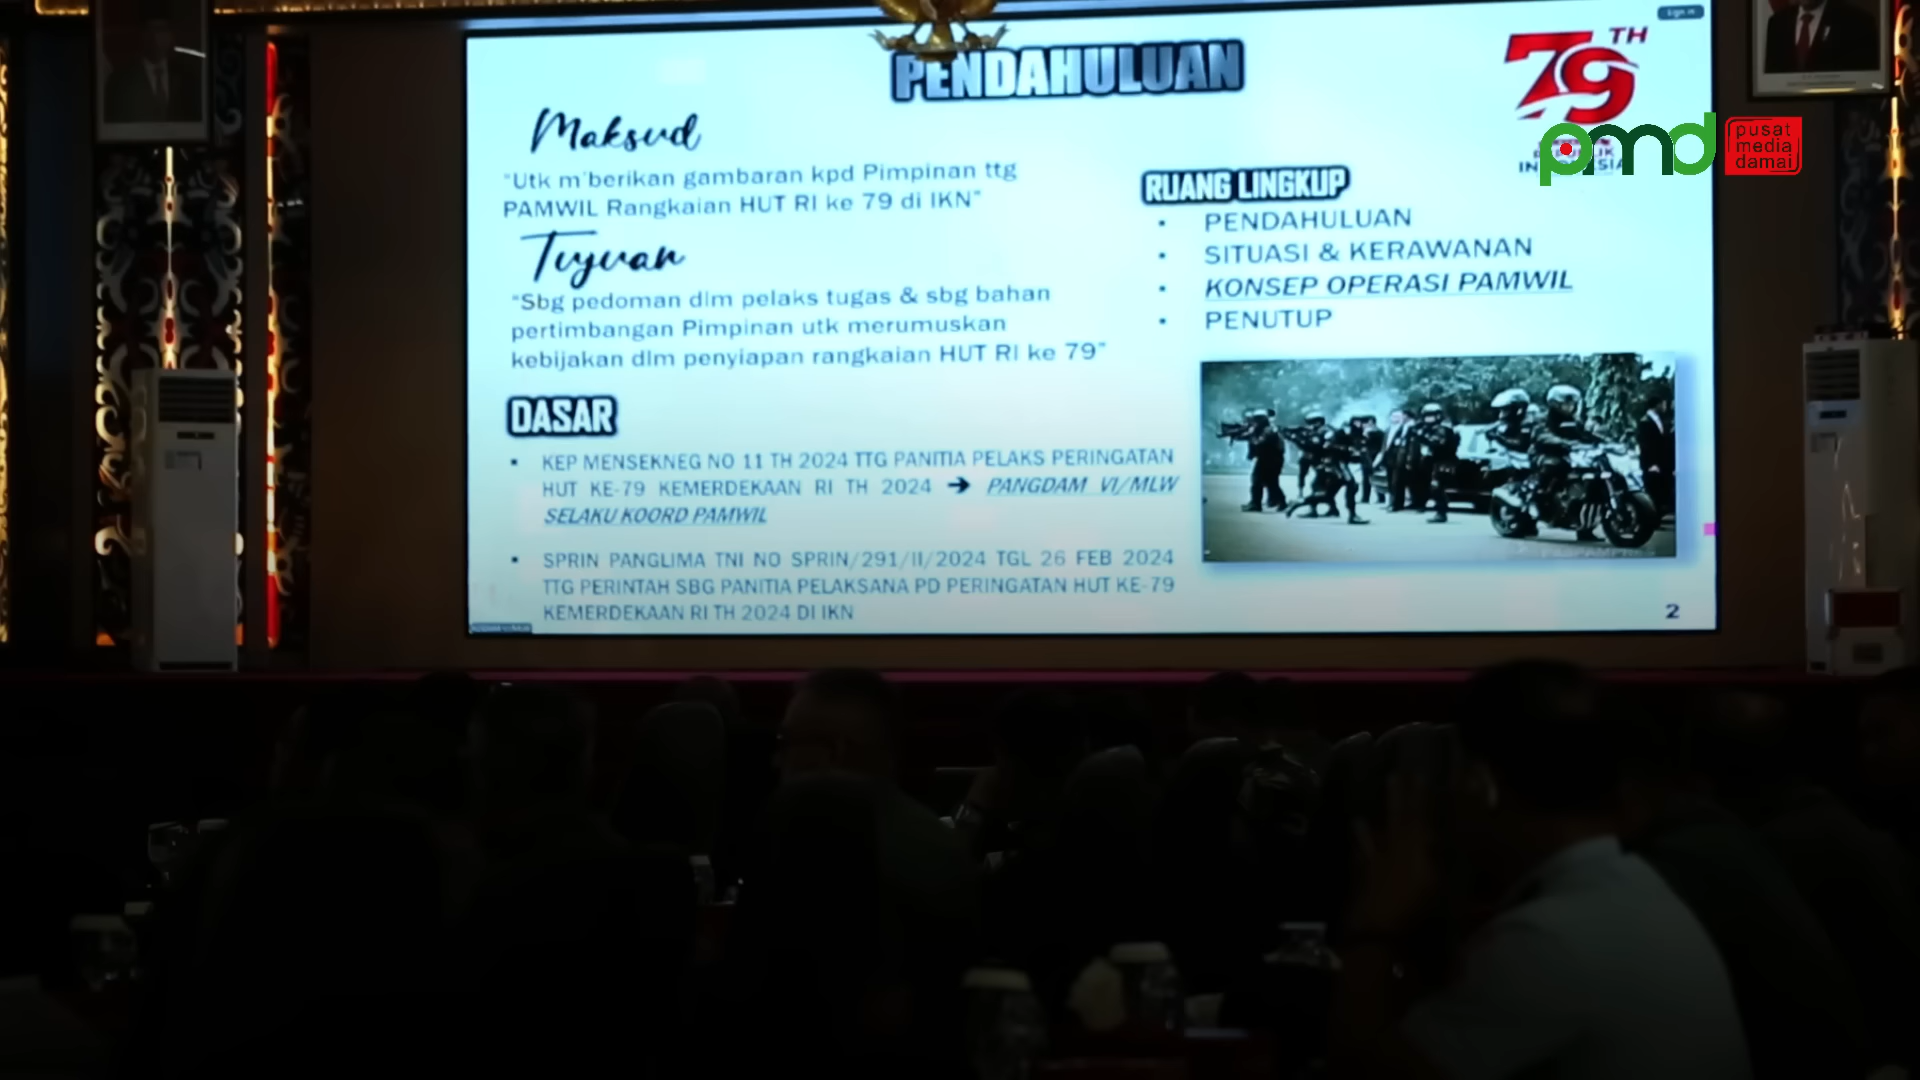 PENDAHULUAN
Sign in
79TH
INDONESIA
pmd
pusat
media
damai
Maksud
"Utk m'berikan gambaran kpd Pimpinan ttg
PAMWIL Rangkaian HUT RI ke 79 di IKN"
Tujuan
"Sbg pedoman dlm pelaks tugas & sbg bahan
pertimbangan Pimpinan utk merumuskan
kebijakan dlm penyiapan rangkaian HUT RI ke 79"
DASAR
▪ KEP MENSEKNEG NO 11 TH 2024 TTG PANITIA PELAKS PERINGATAN
HUT KE-79 KEMERDEKAAN RI TH 2024 ➔ PANGDAM VI/MLW
SELAKU KOORD PAMWIL
▪ SPRIN PANGLIMA TNI NO SPRIN/291/II/2024 TGL 26 FEB 2024
TTG PERINTAH SBG PANITIA PELAKSANA PD PERINGATAN HUT KE-79
KEMERDEKAAN RI TH 2024 DI IKN
RUANG LINGKUP
• PENDAHULUAN
• SITUASI & KERAWANAN
• KONSEP OPERASI PAMWIL
• PENUTUP
2